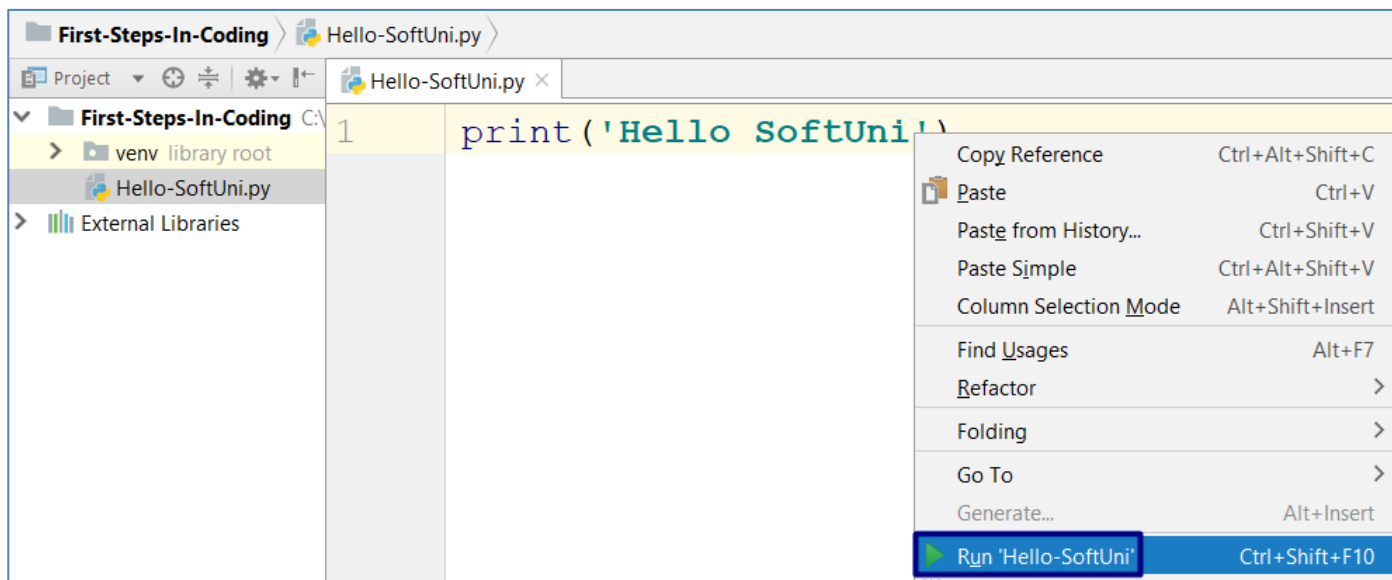 First-Steps-In-Coding Hello-SoftUni.py
Project
Hello-SoftUni.py
First-Steps-In-Coding C:\
venv library root
Hello-SoftUni.py
External Libraries
1 print('Hello SoftUni')
Copy Reference Ctrl+Alt+Shift+C
Paste Ctrl+V
Paste from History... Ctrl+Shift+V
Paste Simple Ctrl+Alt+Shift+V
Column Selection Mode Alt+Shift+Insert
Find Usages Alt+F7
Refactor
Folding
Go To
Generate... Alt+Insert
Run 'Hello-SoftUni' Ctrl+Shift+F10